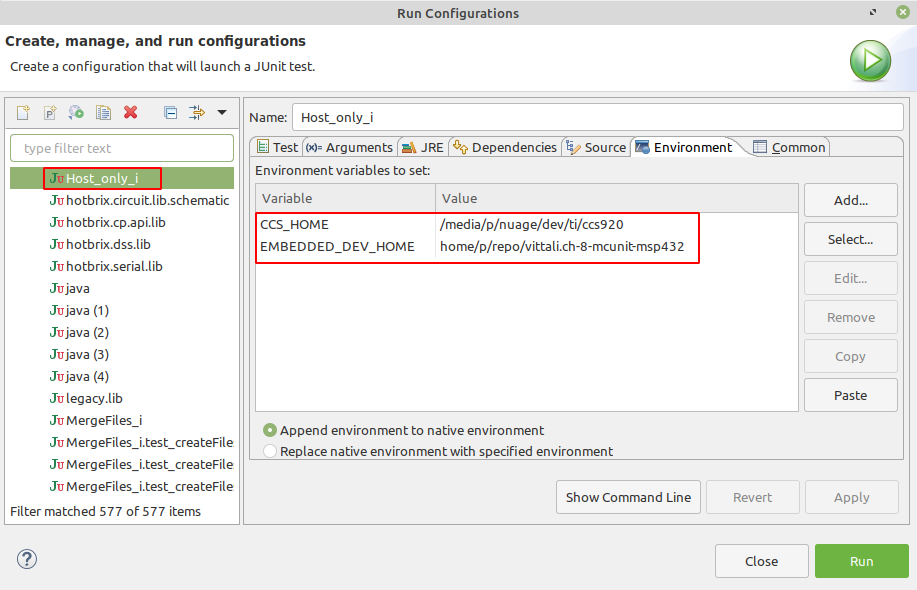 Run Configurations
Create, manage, and run configurations
Create a configuration that will launch a JUnit test.
type filter text
Host_only_i
hotbrix.circuit.lib.schematic
hotbrix.cp.api.lib
hotbrix.dss.lib
hotbrix.serial.lib
java
java (1)
java (2)
java (3)
java (4)
legacy.lib
MergeFiles_i
MergeFiles_i.test_createFile
MergeFiles_i.test_createFile
MergeFiles_i.test_createFile
Filter matched 577 of 577 items
Name: Host_only_i
Test (x)= Arguments JRE Dependencies Source Environment Common
Environment variables to set:
Variable Value
CCS_HOME /media/p/nuage/dev/ti/ccs920
EMBEDDED_DEV_HOME home/p/repo/vittali.ch-8-mcunit-msp432
Add...
Select...
Edit...
Remove
Copy
Paste
Append environment to native environment
Replace native environment with specified environment
Show Command Line Revert Apply
? Close Run